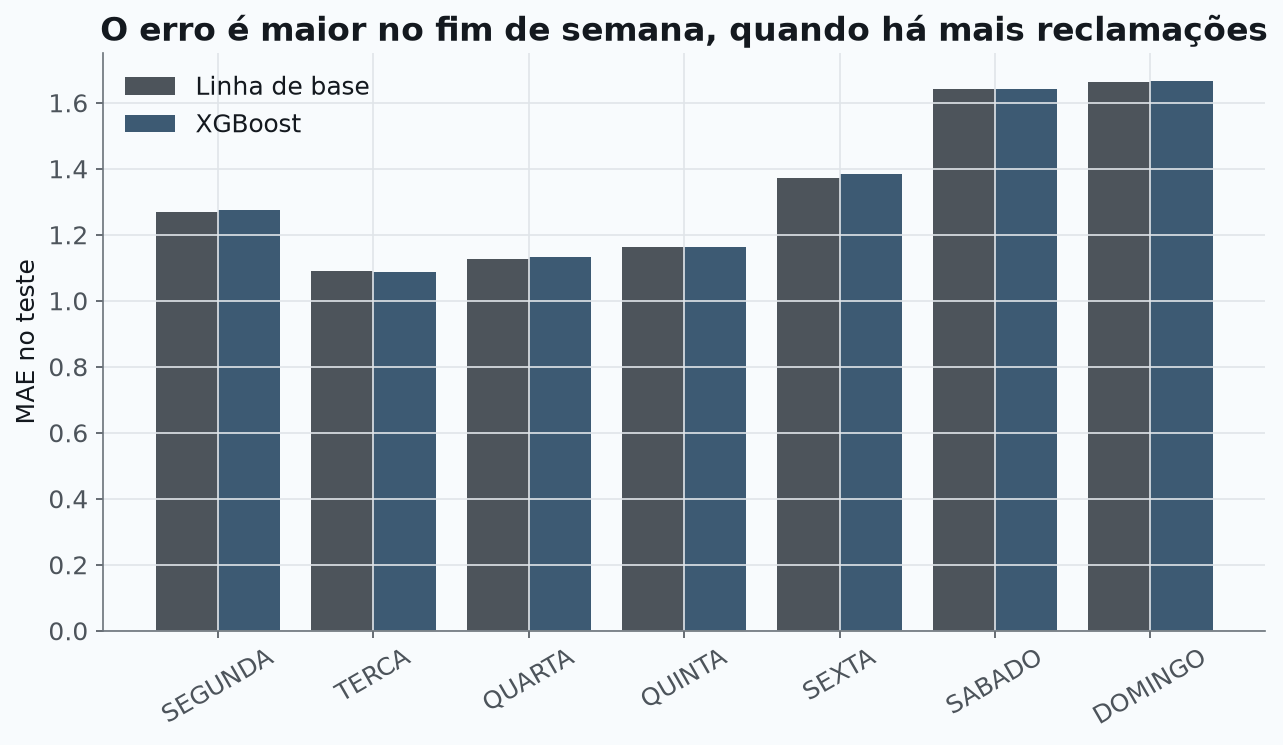 O erro é maior no fim de semana, quando há mais reclamações
Linha de base
XGBoost
MAE no teste
1.6
1.4
1.2
1.0
0.8
0.6
0.4
0.2
0.0
SEGUNDA
TERCA
QUARTA
QUINTA
SEXTA
SABADO
DOMINGO